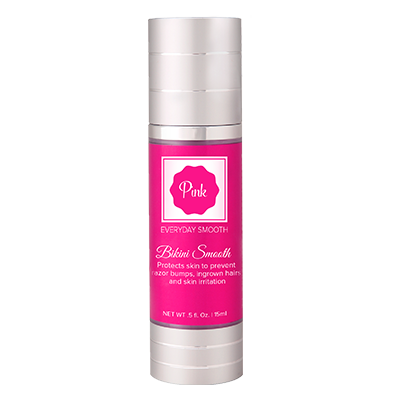 Pink
EVERYDAY SMOOTH
Bikini Smooth
Protects skin to prevent
razor bumps, ingrown hairs,
and skin irritation
NET WT .5 fl. Oz. | 15ml